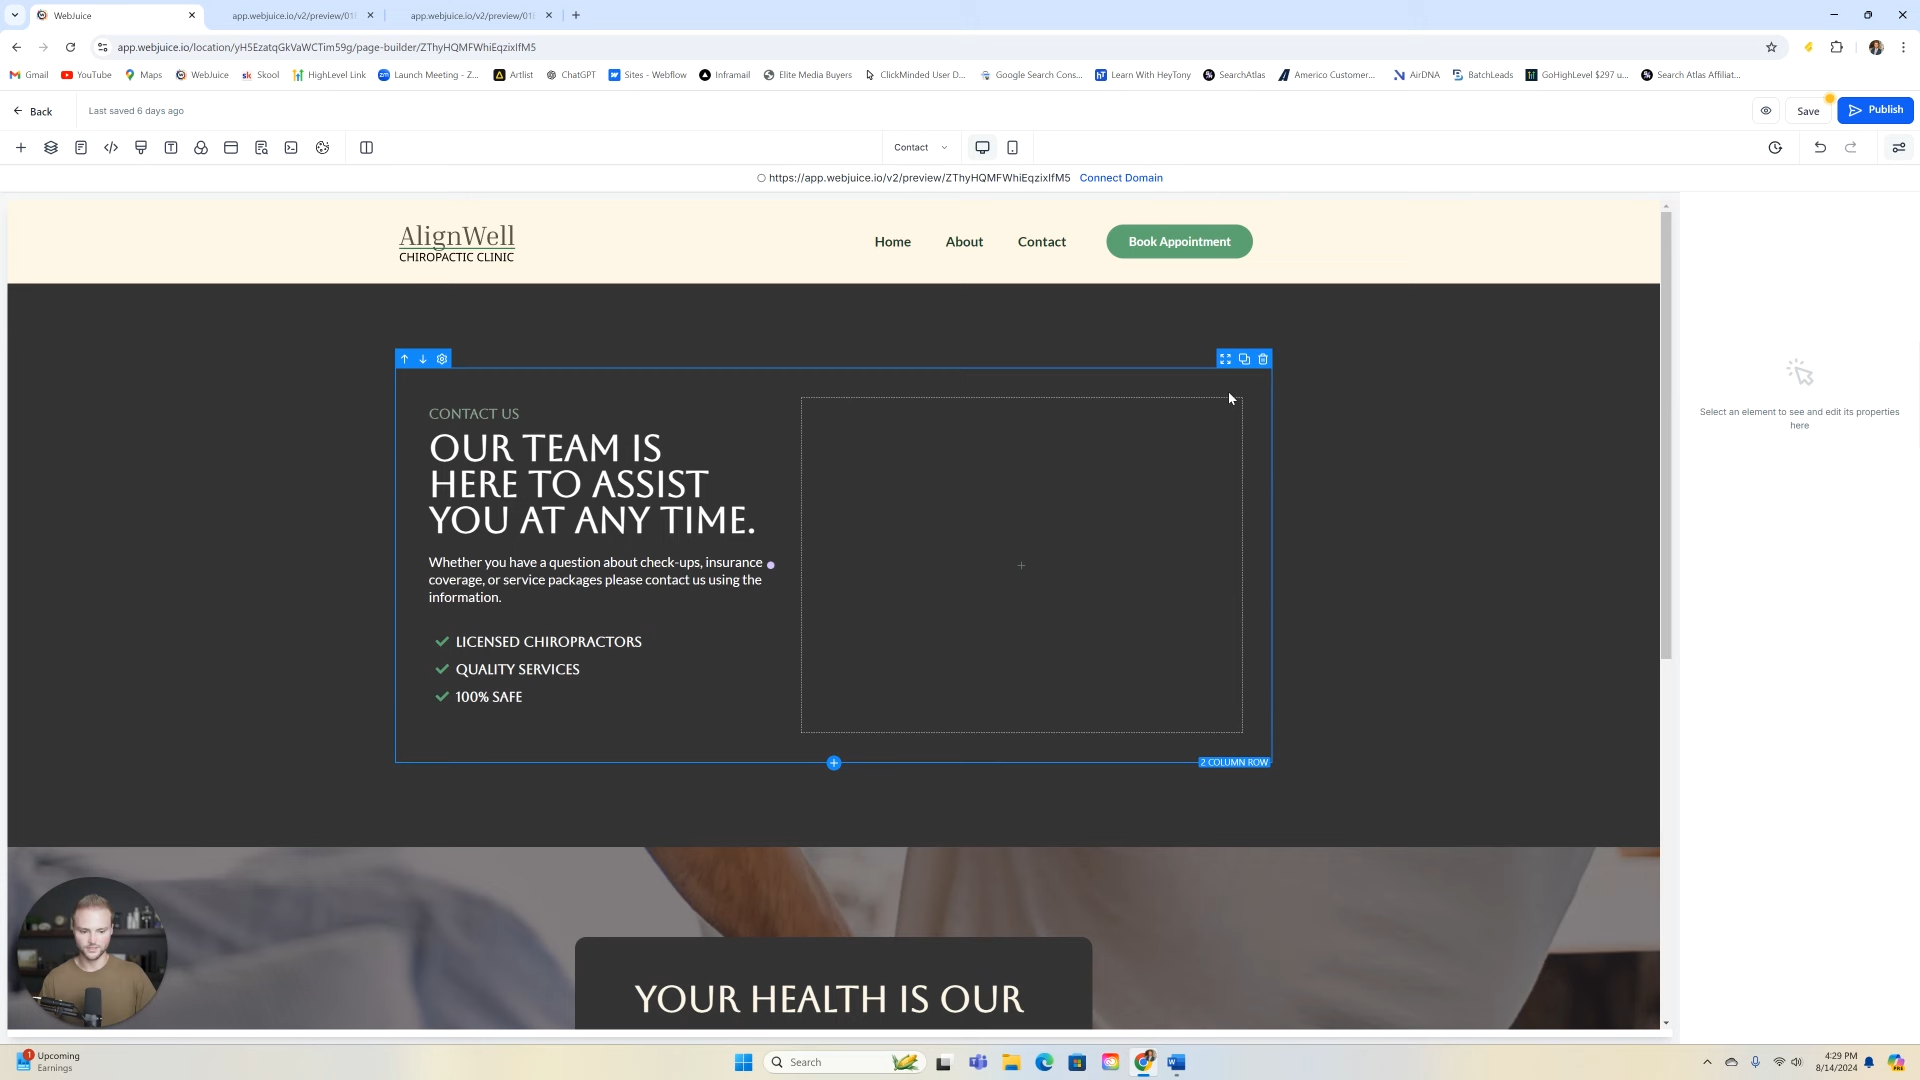 WebJuice
app.webjuice.io/v2/preview/01
app.webjuice.io/v2/preview/01
app.webjuice.io/location/yH5EzatqGkVaWCTim59g/page-builder/ZThyHQMFWhiEqzixIfM5
Gmail
YouTube
Maps
WebJuice
Skool
HighLevel Link
Launch Meeting - Z...
Artlist
ChatGPT
Sites - Webflow
Inframail
Elite Media Buyers
ClickMinded User D...
Google Search Cons...
Learn With HeyTony
SearchAtlas
Americo Customer...
AirDNA
BatchLeads
GoHighLevel $297 u...
Search Atlas Affiliat...
Back
Last saved 6 days ago
Save
Publish
Contact
https://app.webjuice.io/v2/preview/ZThyHQMFWhiEqzixIfM5 Connect Domain
AlignWell
CHIROPACTIC CLINIC
Home
About
Contact
Book Appointment
CONTACT US
OUR TEAM IS
HERE TO ASSIST
YOU AT ANY TIME.
Whether you have a question about check-ups, insurance
coverage, or service packages please contact us using the
information.
LICENSED CHIROPRACTORS
QUALITY SERVICES
100% SAFE
2 COLUMN ROW
Select an element to see and edit its properties
here
YOUR HEALTH IS OUR
1
Upcoming
Earnings
Search
4:29 PM
8/14/2024